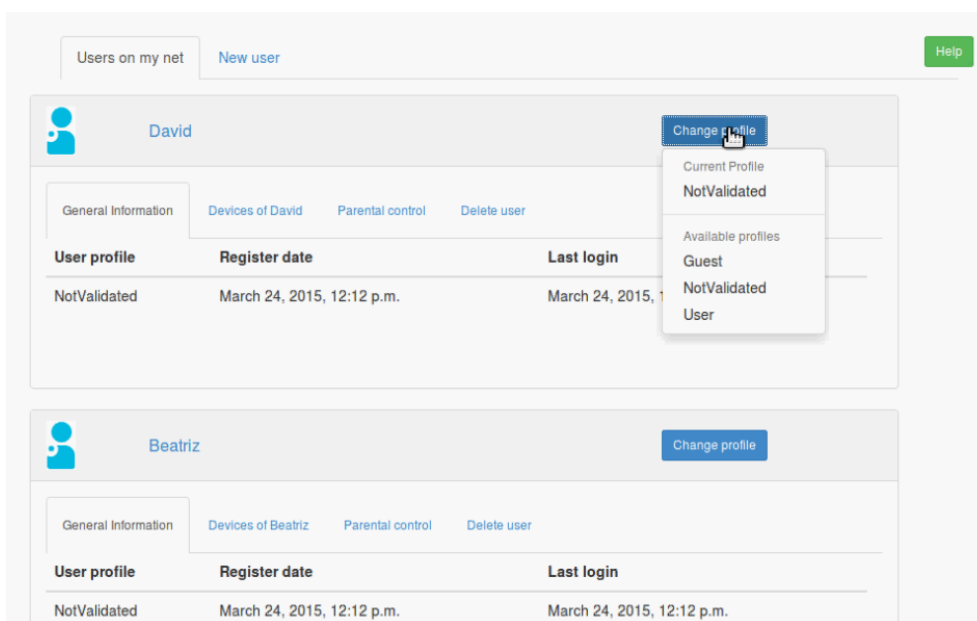 Users on my net New user Help
David Change profile
Current Profile
NotValidated
General Information Devices of David Parental control Delete user
Available profiles
User profile Register date Last login
Guest
NotValidated March 24, 2015, 12:12 p.m. March 24, 2015,
NotValidated
User
Beatriz Change profile
General Information Devices of Beatriz Parental control Delete user
User profile Register date Last login
NotValidated March 24, 2015, 12:12 p.m. March 24, 2015, 12:12 p.m.